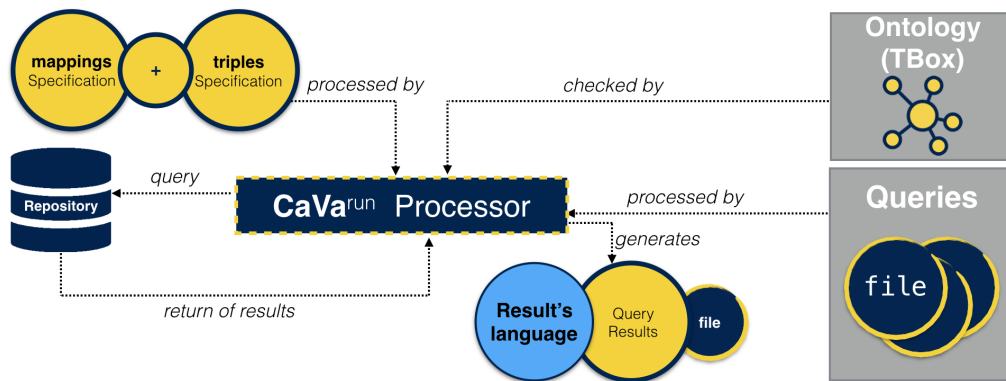 mappings
Specification
+
triples
Specification
processed by
checked by
Ontology
(TBox)
query
Repository
CaVarun Processor
processed by
Queries
generates
file
return of results
Result's
language
Query
Results
file